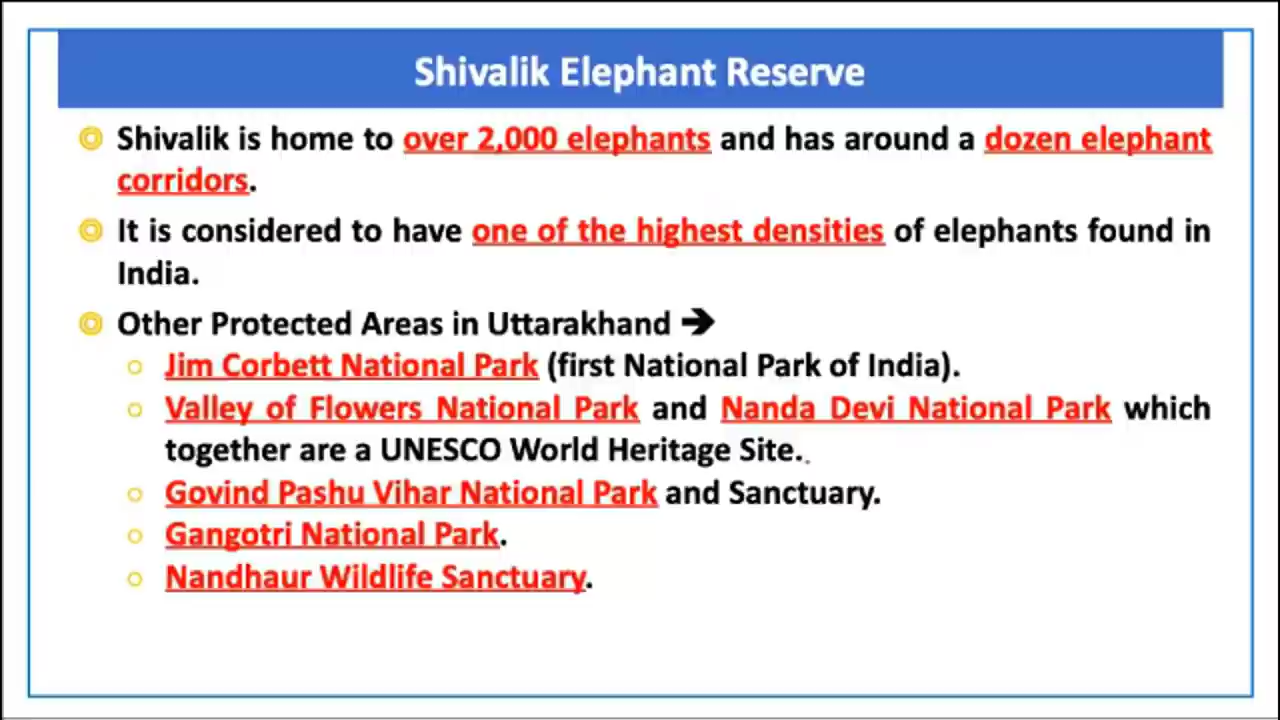 Shivalik Elephant Reserve
Shivalik is home to over 2,000 elephants and has around a dozen elephant
corridors.
It is considered to have one of the highest densities of elephants found in
India.
Other Protected Areas in Uttarakhand ➔
Jim Corbett National Park (first National Park of India).
Valley of Flowers National Park and Nanda Devi National Park which
together are a UNESCO World Heritage Site..
Govind Pashu Vihar National Park and Sanctuary.
Gangotri National Park.
Nandhaur Wildlife Sanctuary.